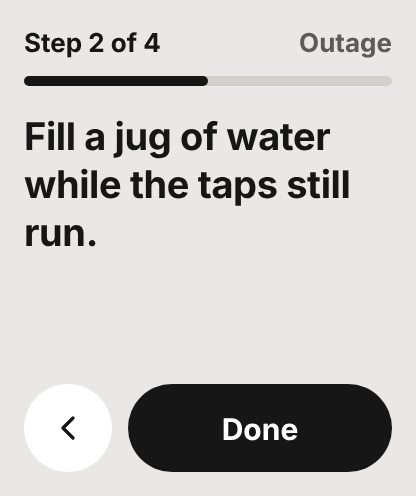 Step 2 of 4
Outage
Fill a jug of water
while the taps still
run.
Done